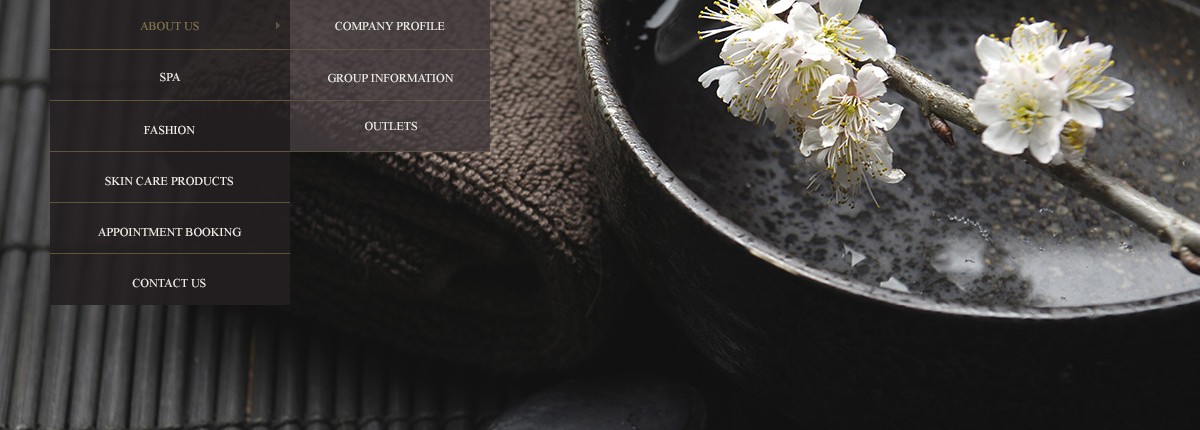 ABOUT US
SPA
FASHION
SKIN CARE PRODUCTS
APPOINTMENT BOOKING
CONTACT US
COMPANY PROFILE
GROUP INFORMATION
OUTLETS